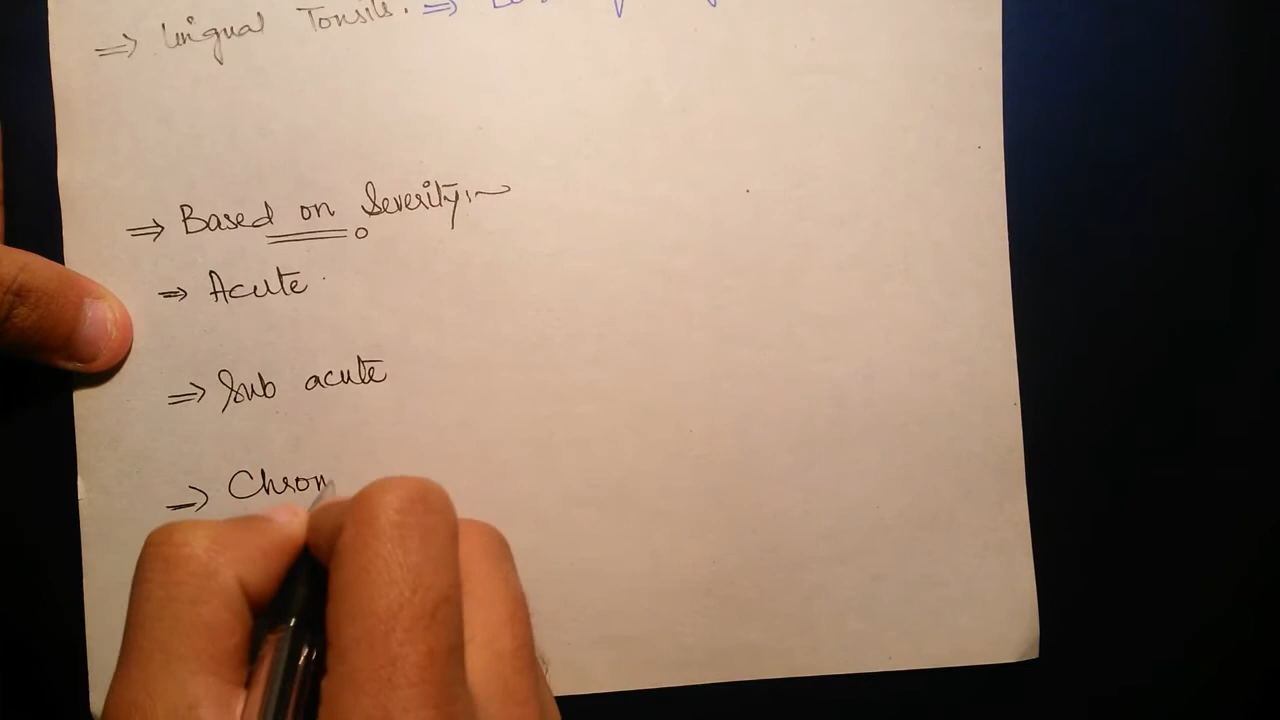 ⇒ lingual Tonsils. ⇒
⇒ Based on Severity:~
⇒ Acute
⇒ Sub acute
⇒ Chron